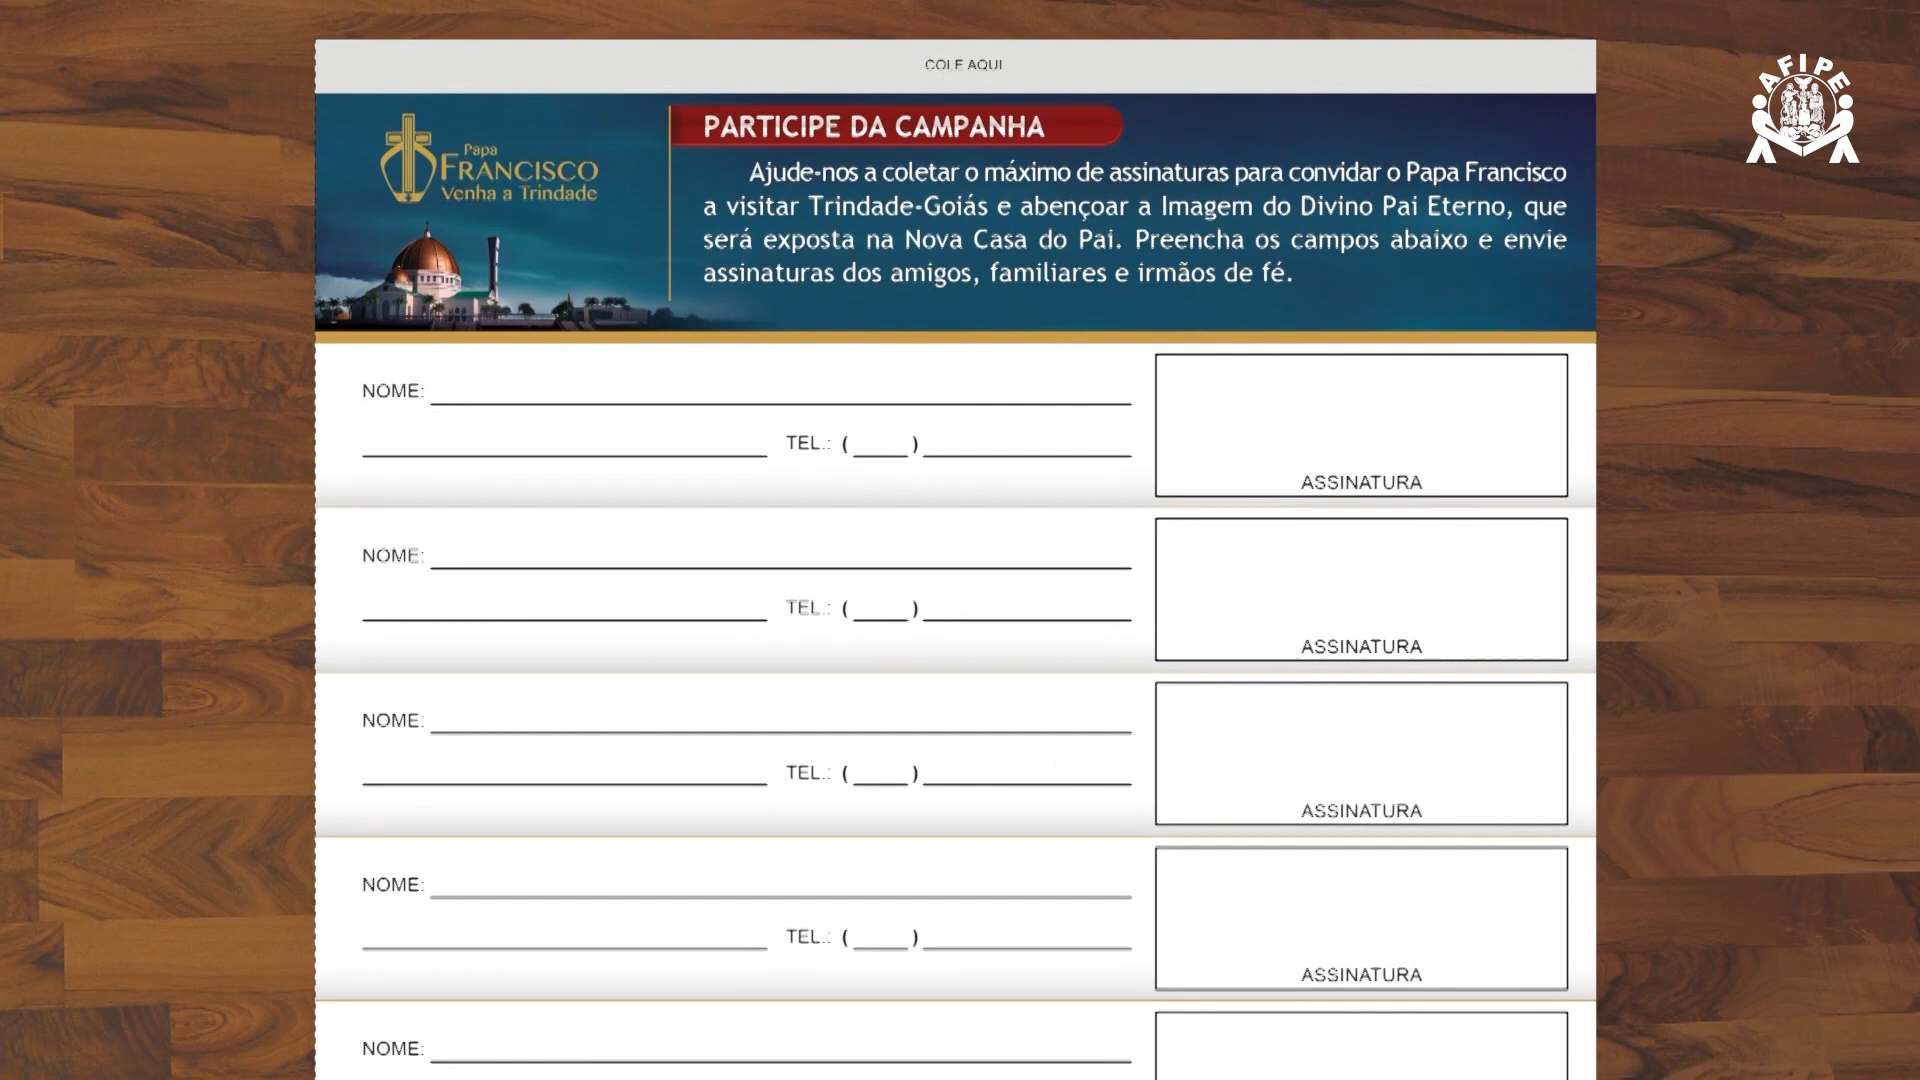 COLE AQUI
AFIPE
Papa
FRANCISCO
Venha a Trindade
PARTICIPE DA CAMPANHA
Ajude-nos a coletar o máximo de assinaturas para convidar o Papa Francisco
a visitar Trindade-Goiás e abençoar a Imagem do Divino Pai Eterno, que
será exposta na Nova Casa do Pai. Preencha os campos abaixo e envie
assinaturas dos amigos, familiares e irmãos de fé.
NOME:
TEL.: ( )
ASSINATURA
NOME:
TEL.: ( )
ASSINATURA
NOME:
TEL.: ( )
ASSINATURA
NOME:
TEL.: ( )
ASSINATURA
NOME: